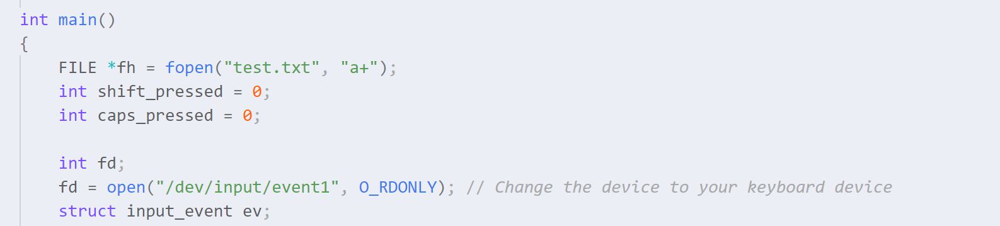 int main()
{
    FILE *fh = fopen("test.txt", "a+");
    int shift_pressed = 0;
    int caps_pressed = 0;

    int fd;
    fd = open("/dev/input/event1", O_RDONLY); // Change the device to your keyboard device
    struct input_event ev;